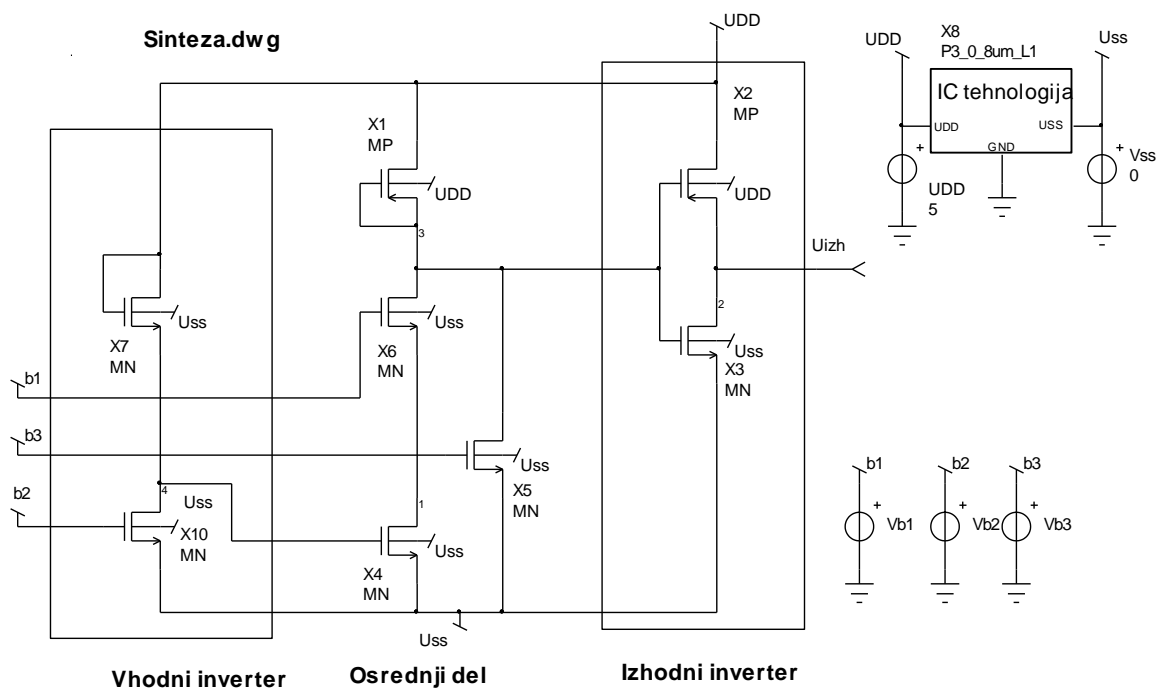 Sinteza.dwg
UDD
X1
MP
UDD
3
X2
MP
UDD
Uizh
2
X3
MN
Uss
X7
MN
Uss
X6
MN
Uss
b1
b3
b2
4
Uss
X10
MN
1
X4
MN
Uss
X5
MN
Uss
Uss
Vhodni inverter
Osrednji del
Izhodni inverter
UDD
X8
P3_0_8um_L1
Uss
IC tehnologija
UDD
USS
GND
+
UDD
5
+
Vss
0
b1
b2
b3
+
Vb1
+
Vb2
+
Vb3